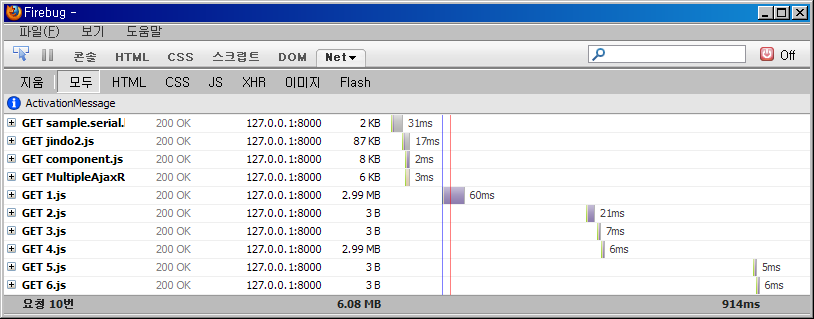 Firebug -
파일(F) 보기 도움말
콘솔 HTML CSS 스크립트 DOM Net Off
지움 모두 HTML CSS JS XHR 이미지 Flash
ActivationMessage
GET sample.serial. 200 OK 127.0.0.1:8000 2 KB 31ms
GET jindo2.js 200 OK 127.0.0.1:8000 87 KB 17ms
GET component.js 200 OK 127.0.0.1:8000 8 KB 2ms
GET MultipleAjaxR 200 OK 127.0.0.1:8000 6 KB 3ms
GET 1.js 200 OK 127.0.0.1:8000 2.99 MB 60ms
GET 2.js 200 OK 127.0.0.1:8000 3 B 21ms
GET 3.js 200 OK 127.0.0.1:8000 3 B 7ms
GET 4.js 200 OK 127.0.0.1:8000 2.99 MB 6ms
GET 5.js 200 OK 127.0.0.1:8000 3 B 5ms
GET 6.js 200 OK 127.0.0.1:8000 3 B 6ms
요청 10번 6.08 MB 914ms